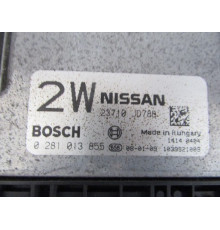 2W NISSAN
23710 JD78B
BOSCH
Made in Hungary
0 281 013 855